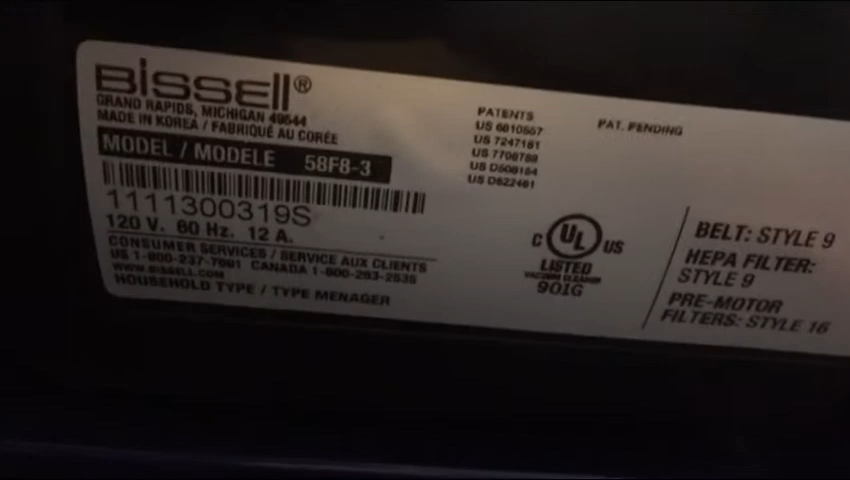 BISSELL®
GRAND RAPIDS, MICHIGAN 49544
MADE IN KOREA / FABRIQUÉ AU CORÉE
MODEL / MODELE 58F8-3
1111300319S
120 V. 60 Hz. 12 A.
CONSUMER SERVICES / SERVICE AUX CLIENTS
US 1-800-237-7691 CANADA 1-800-263-2535
WWW.BISSELL.COM
HOUSEHOLD TYPE / TYPE MENAGER
PATENTS
US 6810557
US 7247181
US 7708789
US D508164
US D622461
PAT. PENDING
C UL US
LISTED
VACUUM CLEANER
901G
BELT: STYLE 9
HEPA FILTER:
STYLE 9
PRE-MOTOR
FILTERS: STYLE 16